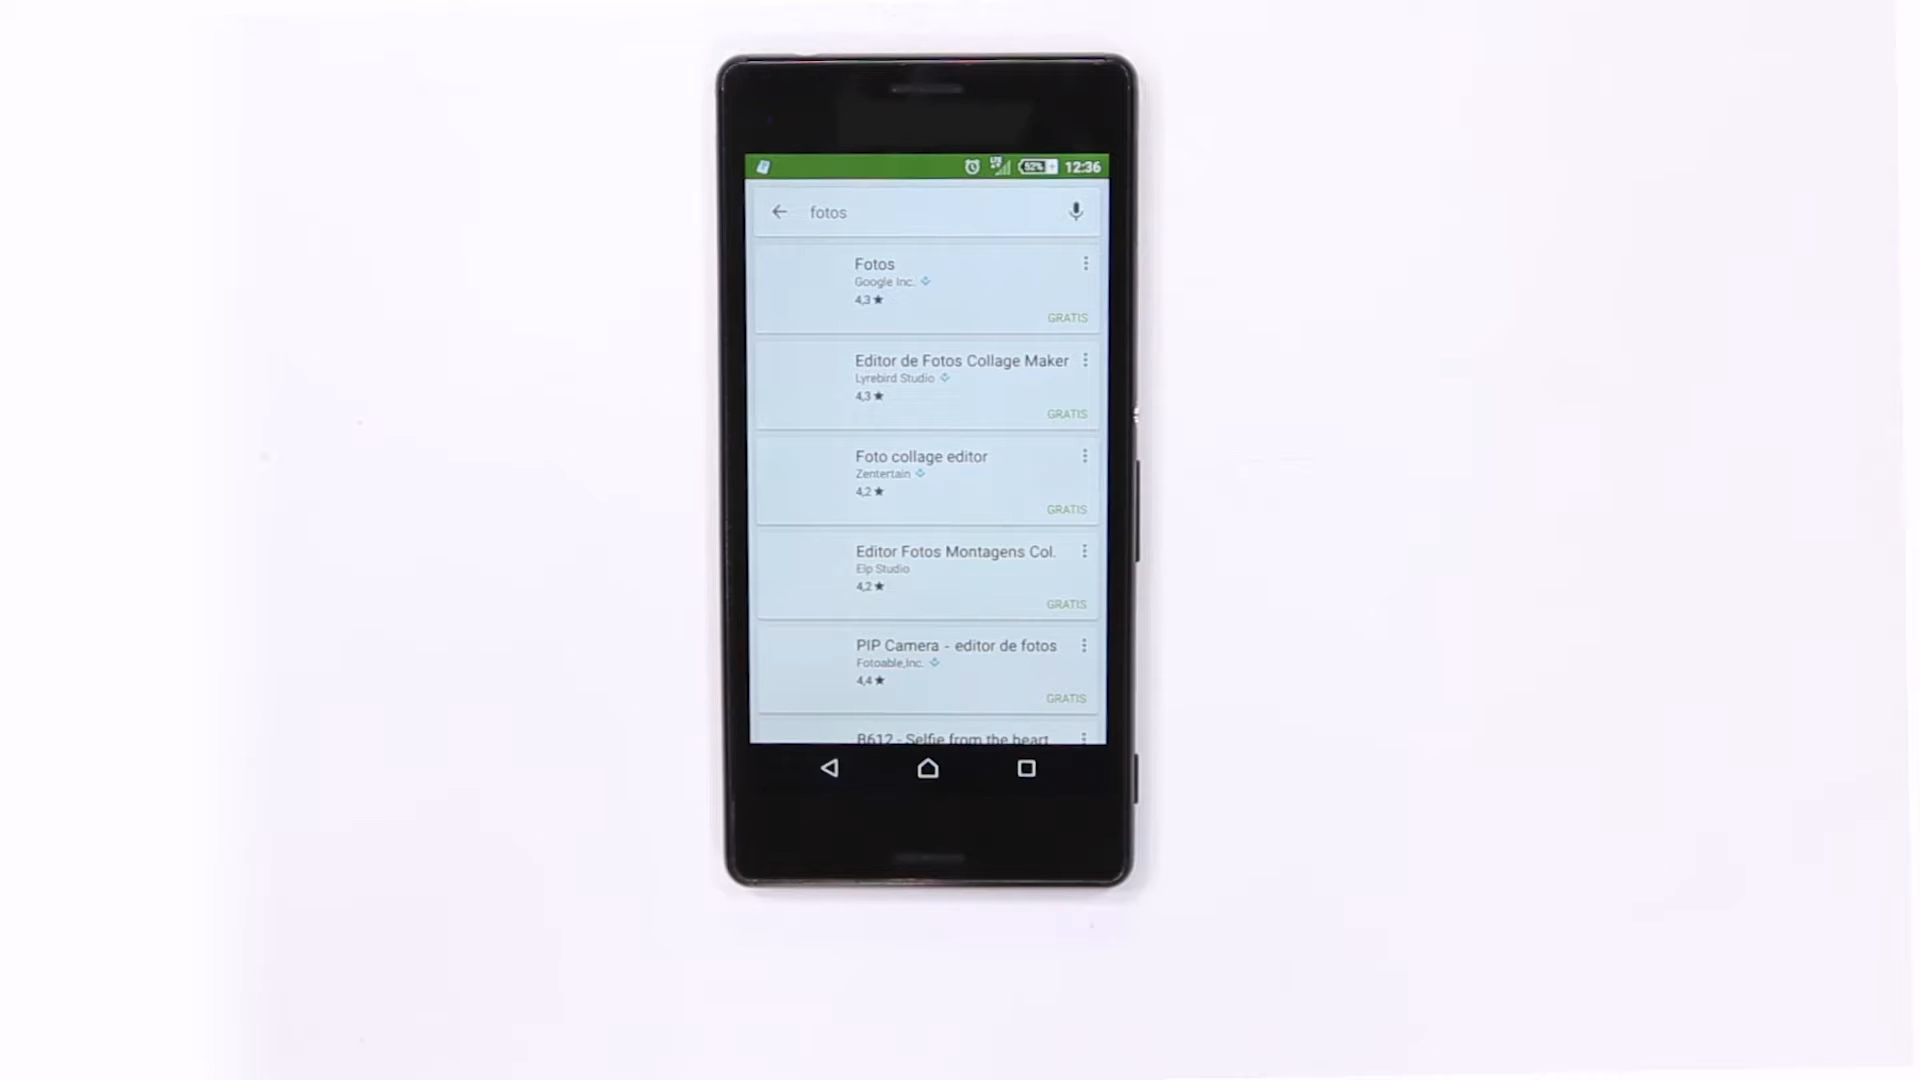 LTE 52% 12:36
fotos
Fotos
Google Inc.
4,3★
GRATIS
Editor de Fotos Collage Maker
Lyrebird Studio
4,3★
GRATIS
Foto collage editor
Zentertain
4,2★
GRATIS
Editor Fotos Montagens Col.
Elp Studio
4,2★
GRATIS
PIP Camera - editor de fotos
Fotoable,Inc.
4,4★
GRATIS
B612 - Selfie from the heart